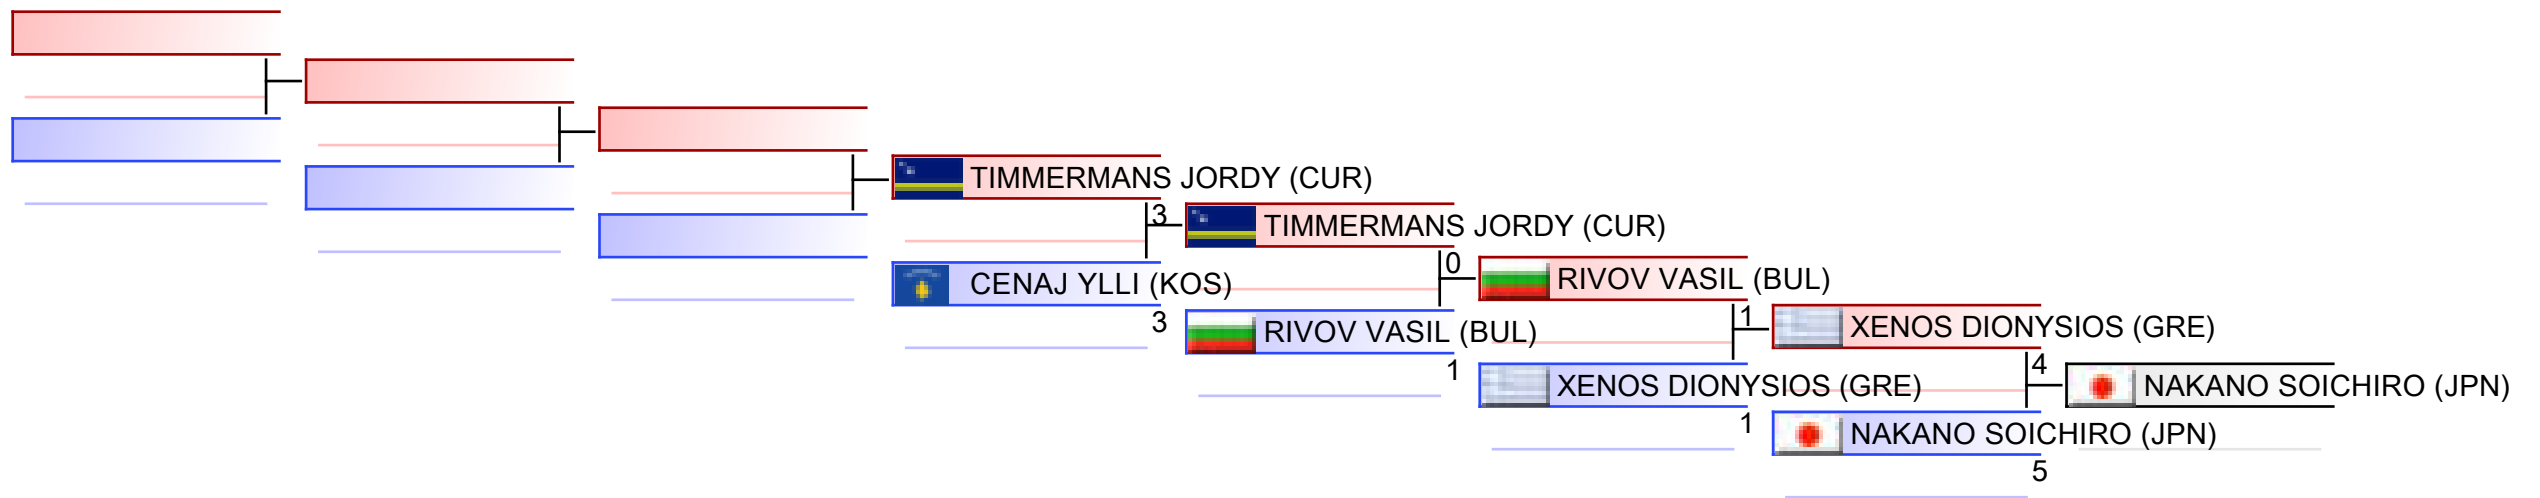 TIMMERMANS JORDY (CUR)
3
CENAJ YLLI (KOS)
3
TIMMERMANS JORDY (CUR)
0
RIVOV VASIL (BUL)
1
RIVOV VASIL (BUL)
1
XENOS DIONYSIOS (GRE)
1
XENOS DIONYSIOS (GRE)
4
NAKANO SOICHIRO (JPN)
5
NAKANO SOICHIRO (JPN)